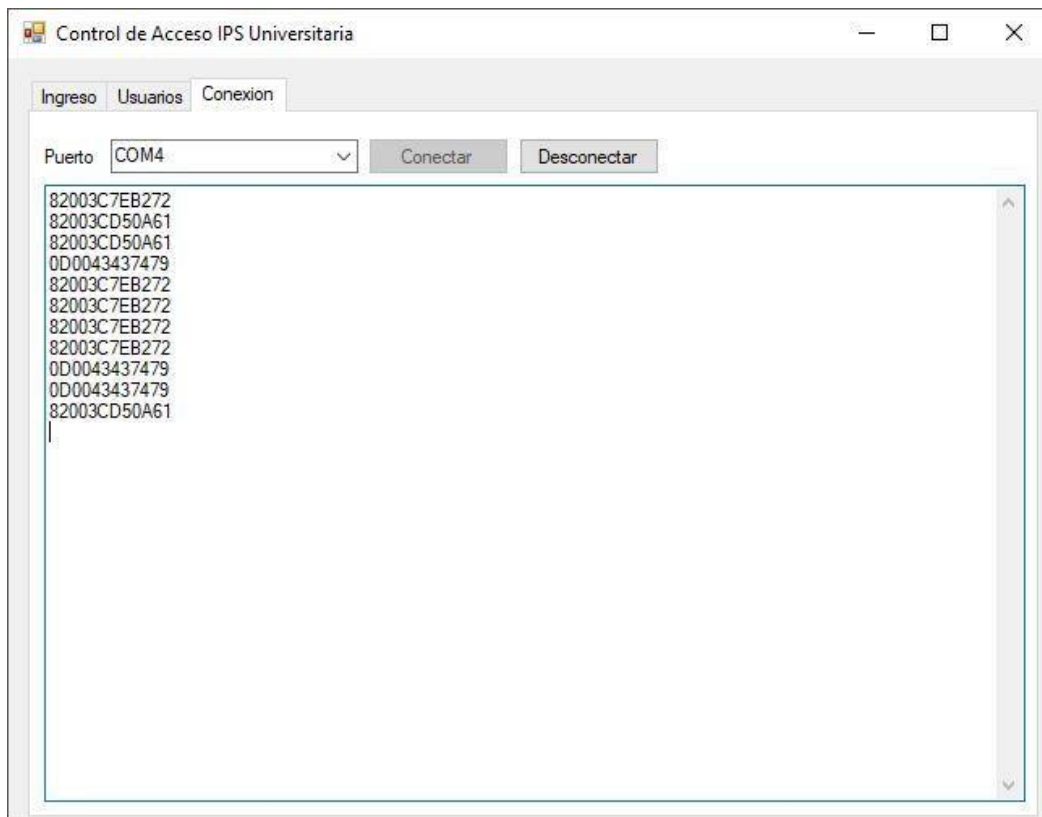 Control de Acceso IPS Universitaria
Ingreso Usuarios Conexion
Puerto COM4 Conectar Desconectar
82003C7EB272
82003CD50A61
82003CD50A61
0D0043437479
82003C7EB272
82003C7EB272
82003C7EB272
82003C7EB272
0D0043437479
0D0043437479
82003CD50A61